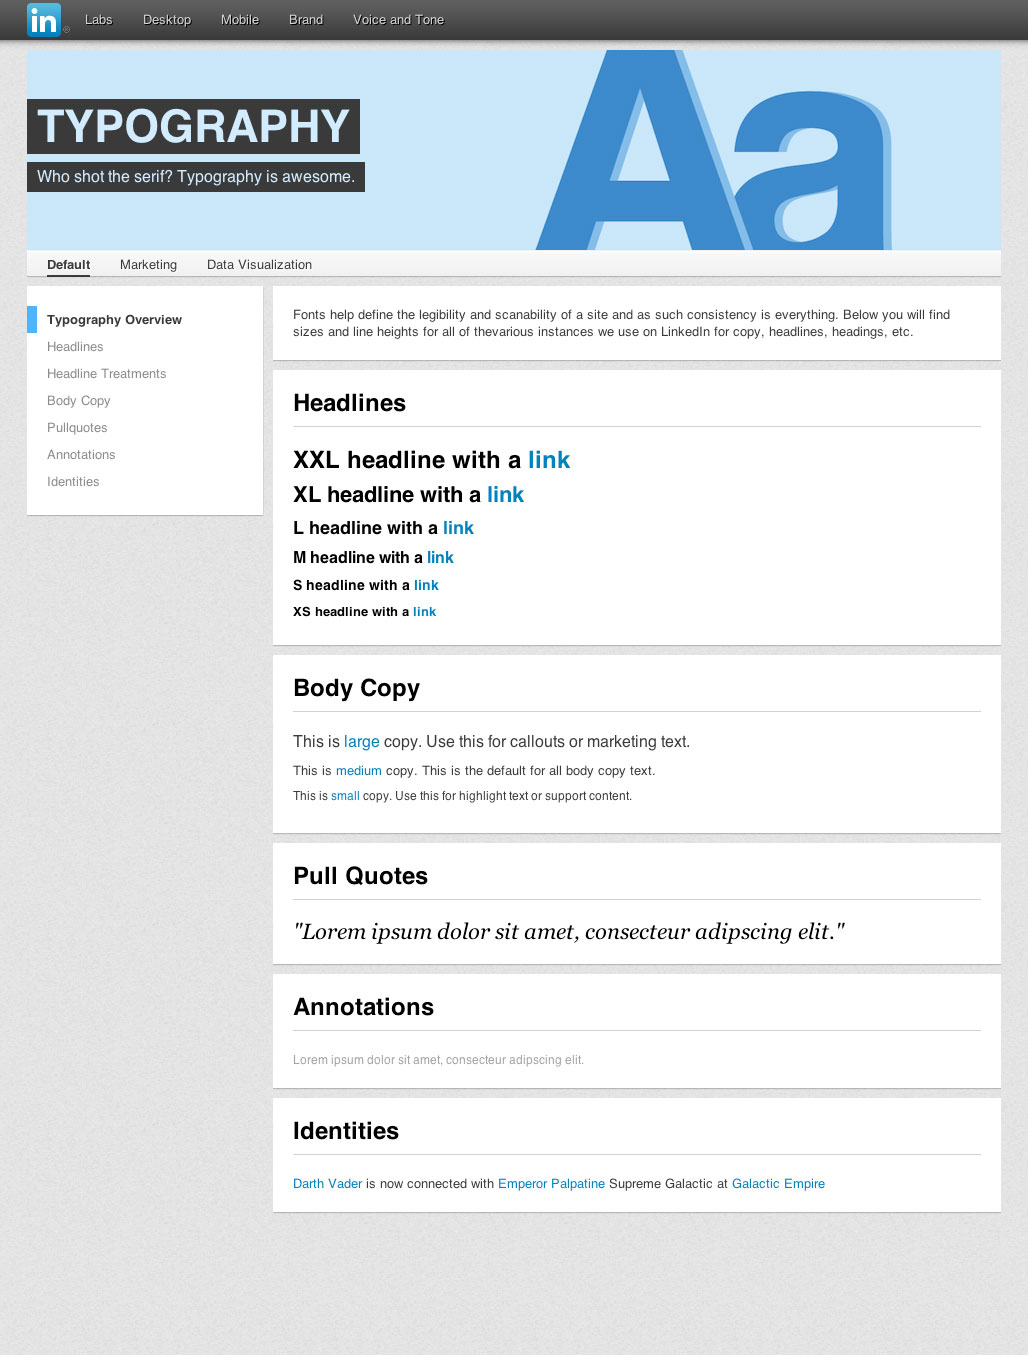 in ®
Labs Desktop Mobile Brand Voice and Tone
TYPOGRAPHY
Who shot the serif? Typography is awesome.
Aa
Default Marketing Data Visualization
Typography Overview
Headlines
Headline Treatments
Body Copy
Pullquotes
Annotations
Identities
Fonts help define the legibility and scanability of a site and as such consistency is everything. Below you will find
sizes and line heights for all of thevarious instances we use on LinkedIn for copy, headlines, headings, etc.
Headlines
XXL headline with a link
XL headline with a link
L headline with a link
M headline with a link
S headline with a link
XS headline with a link
Body Copy
This is large copy. Use this for callouts or marketing text.
This is medium copy. This is the default for all body copy text.
This is small copy. Use this for highlight text or support content.
Pull Quotes
"Lorem ipsum dolor sit amet, consecteur adipscing elit."
Annotations
Lorem ipsum dolor sit amet, consecteur adipscing elit.
Identities
Darth Vader is now connected with Emperor Palpatine Supreme Galactic at Galactic Empire